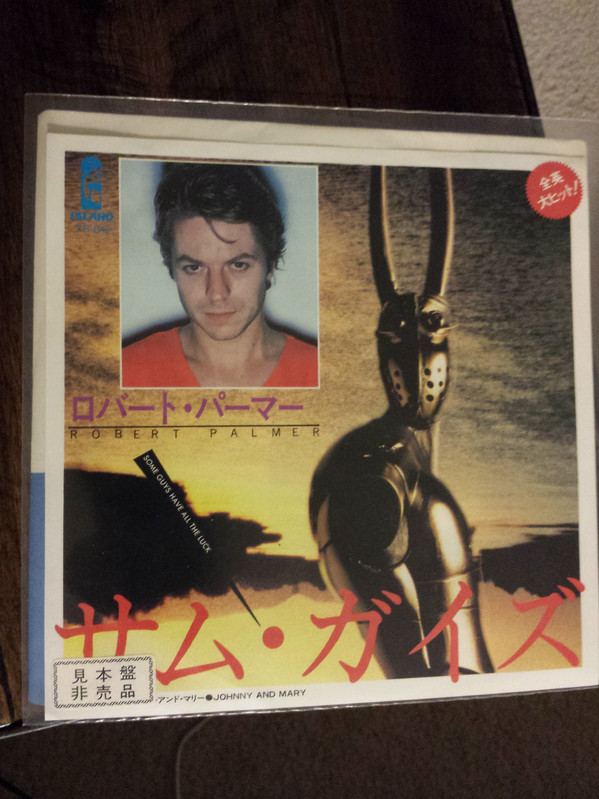 ISLAND
全英
大ヒット!
ロバート・パーマー
ROBERT PALMER
SOME GUYS HAVE ALL THE LUCK
サム・ガイズ
見本盤
非売品
・アンド・マリー●JOHNNY AND MARY